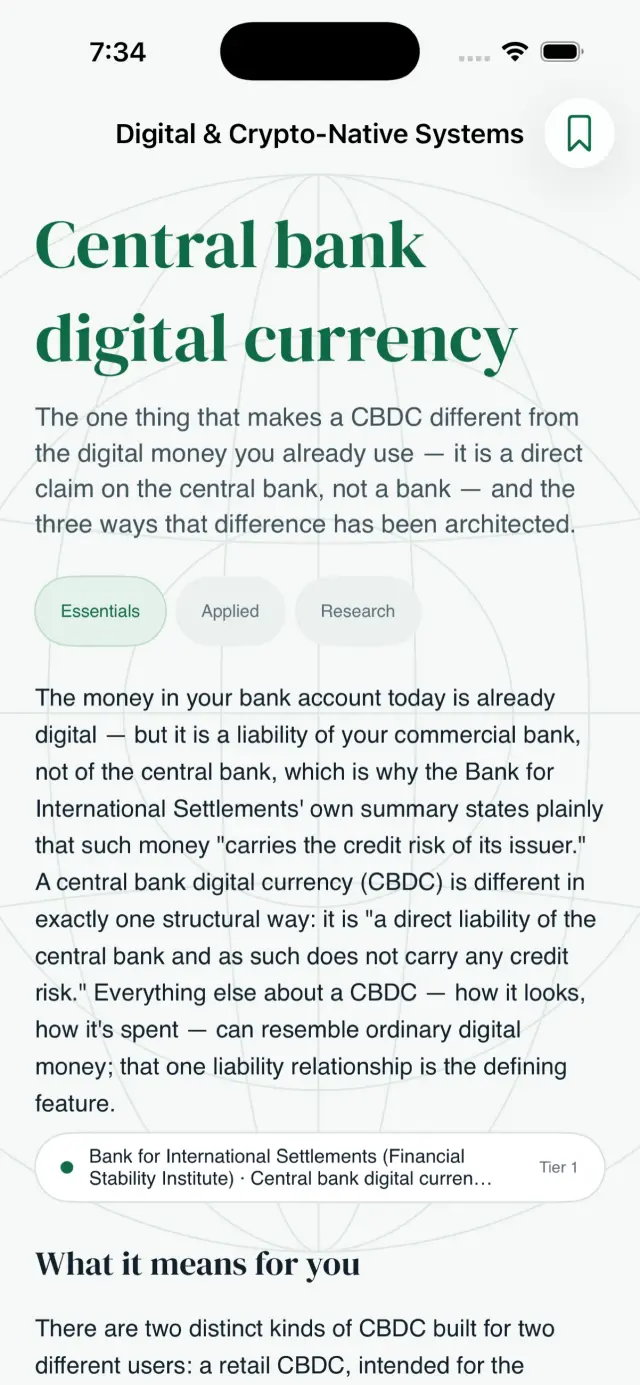 7:34
Digital & Crypto-Native Systems
Central bank
digital currency
The one thing that makes a CBDC different from
the digital money you already use — it is a direct
claim on the central bank, not a bank — and the
three ways that difference has been architected.
Essentials Applied Research
The money in your bank account today is already
digital — but it is a liability of your commercial bank,
not of the central bank, which is why the Bank for
International Settlements' own summary states plainly
that such money "carries the credit risk of its issuer."
A central bank digital currency (CBDC) is different in
exactly one structural way: it is "a direct liability of the
central bank and as such does not carry any credit
risk." Everything else about a CBDC — how it looks,
how it's spent — can resemble ordinary digital
money; that one liability relationship is the defining
feature.
Bank for International Settlements (Financial
Stability Institute) · Central bank digital curren…
Tier 1
What it means for you
There are two distinct kinds of CBDC built for two
different users: a retail CBDC, intended for the